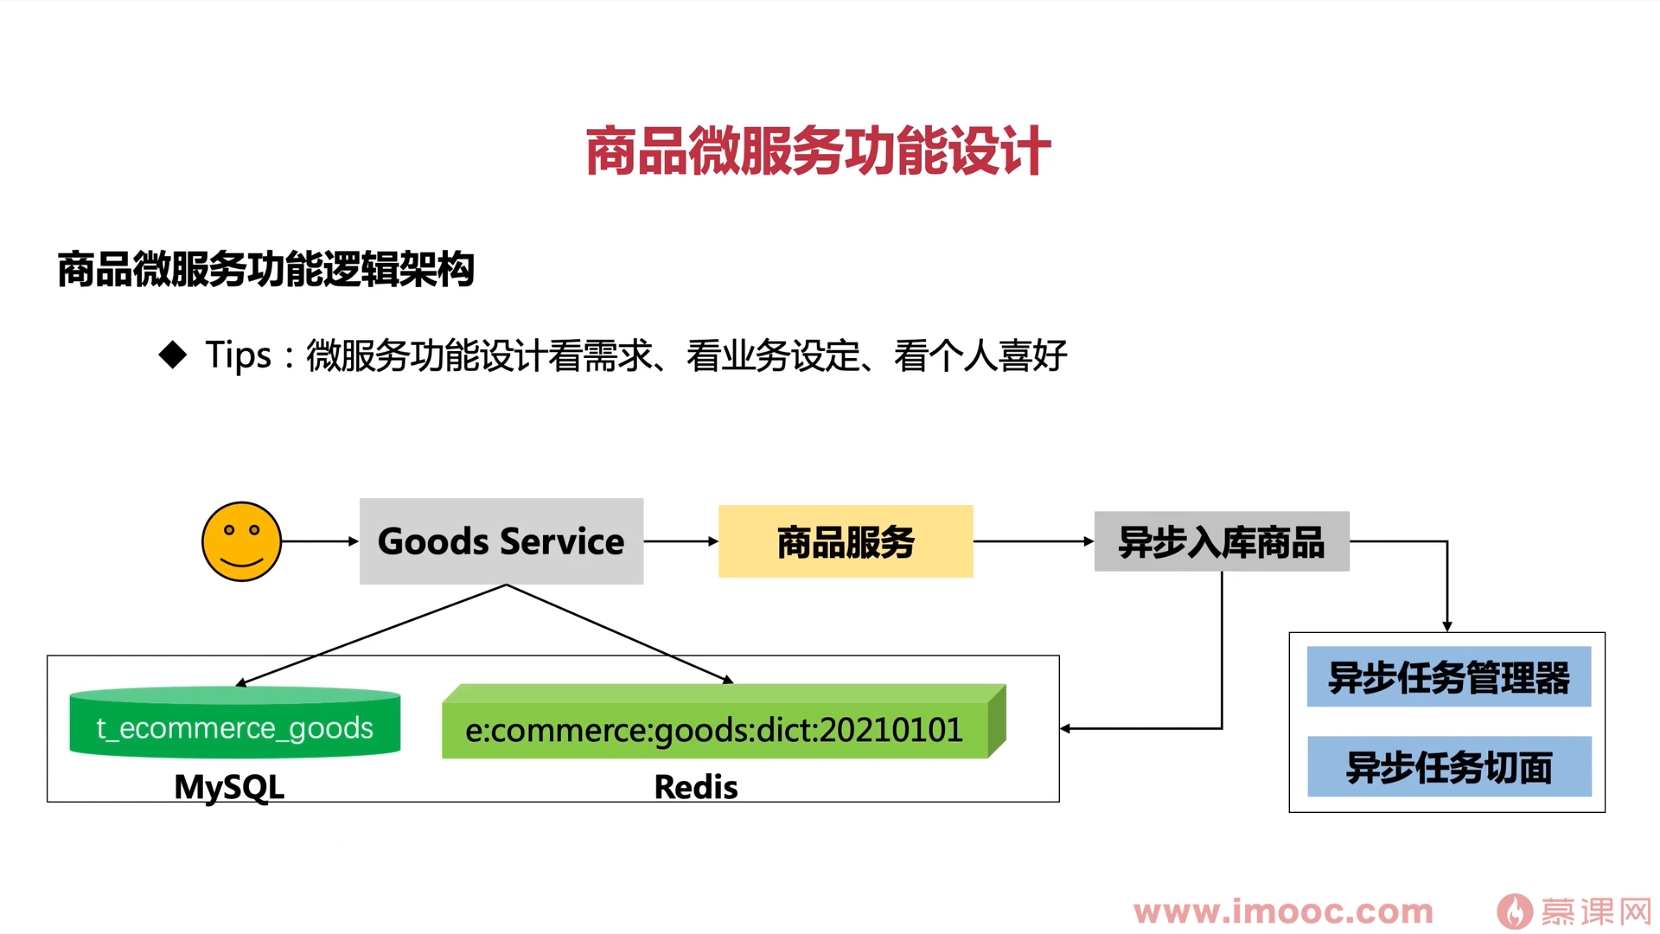 商品微服务功能设计
商品微服务功能逻辑架构
Tips：微服务功能设计看需求、看业务设定、看个人喜好
Goods Service
商品服务
异步入库商品
t_ecommerce_goods
MySQL
e:commerce:goods:dict:20210101
Redis
异步任务管理器
异步任务切面
www.imooc.com
慕课网